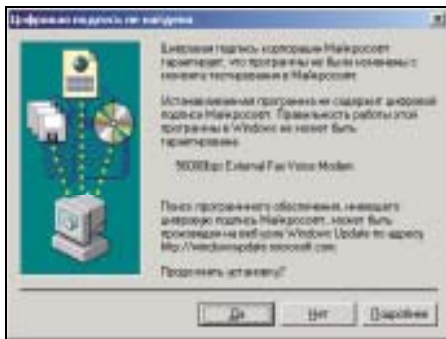 Цифровая подпись не найдена
Цифровая подпись корпорации Майкрософт
гарантирует, что программы не были изменены с
момента тестирования в Майкрософт.
Устанавливаемая программа не содержит цифровой
подписи Майкрософт. Правильность работы этой
программы в Windows не может быть
гарантирована.
56000bps External Fax Voice Modem
Поиск программного обеспечения, имеющего
цифровую подпись Майкрософт, может быть
произведен на веб-узле Windows Update по адресу
http://windowsupdate.microsoft.com
Продолжить установку?
Да
Нет
Подробнее